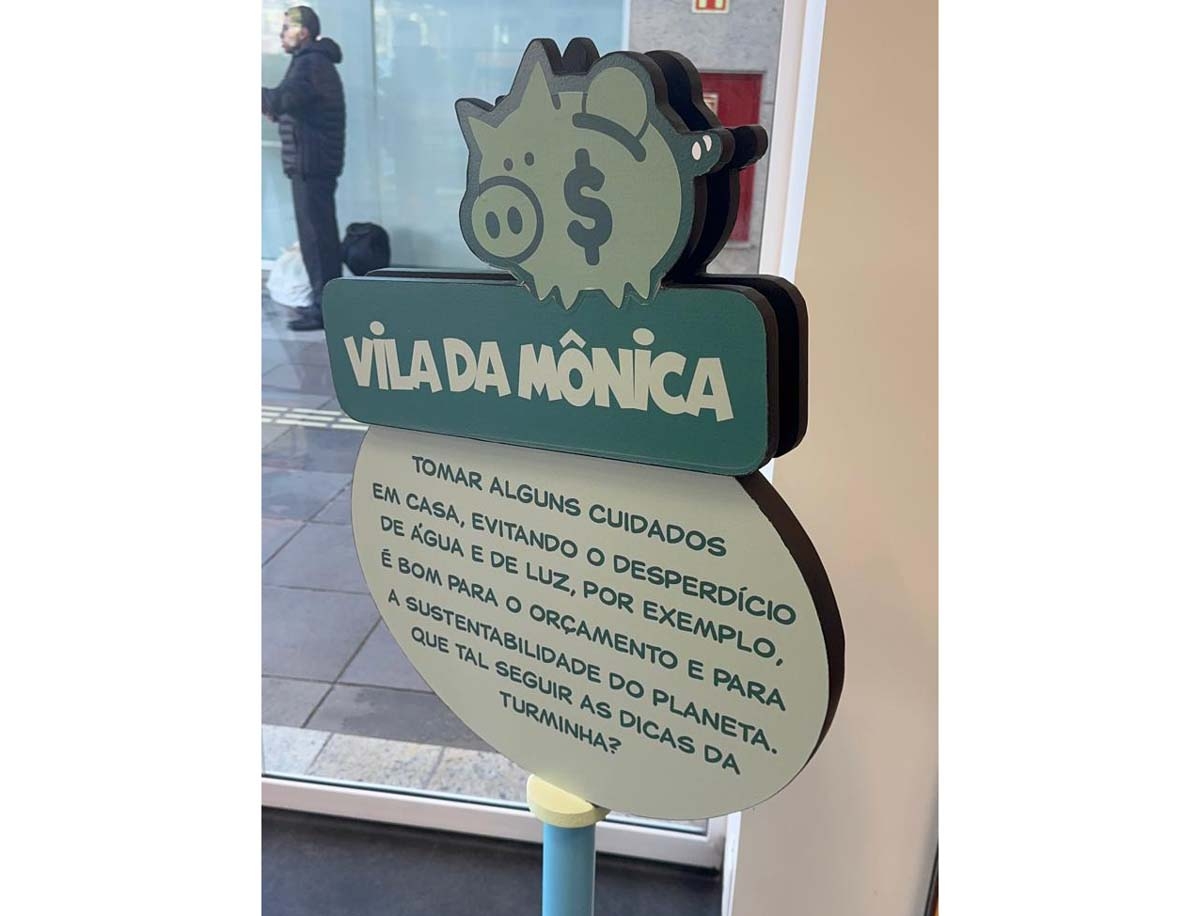 $
VILA DA MÔNICA
TOMAR ALGUNS CUIDADOS
EM CASA, EVITANDO O DESPERDÍCIO
DE ÁGUA E DE LUZ, POR EXEMPLO,
É BOM PARA O ORÇAMENTO E PARA
A SUSTENTABILIDADE DO PLANETA.
QUE TAL SEGUIR AS DICAS DA
TURMINHA?